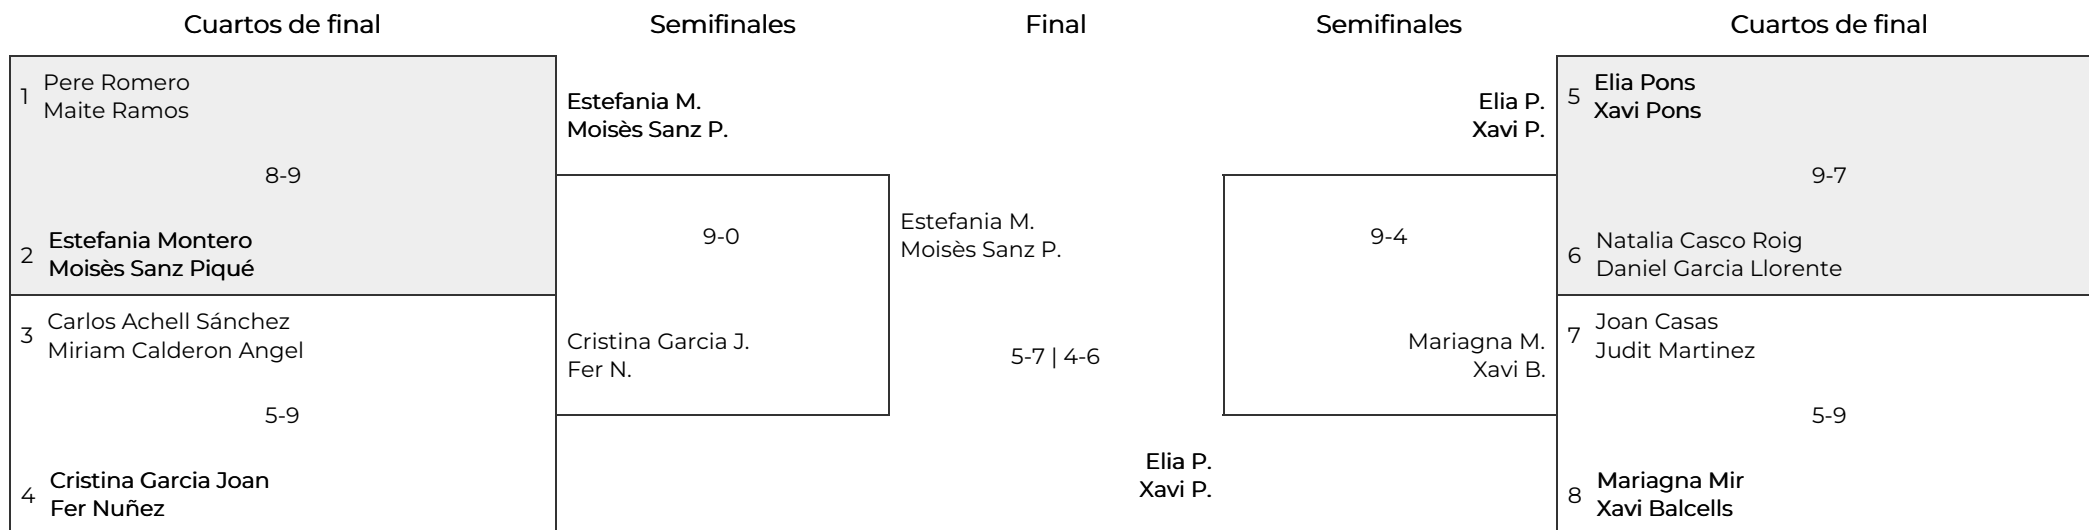 Cuartos de final
Semifinales
Final
Semifinales
Cuartos de final
1
Pere Romero
Maite Ramos
8-9
2
Estefania Montero
Moisès Sanz Piqué
3
Carlos Achell Sánchez
Miriam Calderon Angel
5-9
4
Cristina Garcia Joan
Fer Nuñez
Estefania M.
Moisès Sanz P.
9-0
Cristina Garcia J.
Fer N.
Estefania M.
Moisès Sanz P.
5-7 | 4-6
Elia P.
Xavi P.
Elia P.
Xavi P.
9-4
Mariagna M.
Xavi B.
5
Elia Pons
Xavi Pons
9-7
6
Natalia Casco Roig
Daniel Garcia Llorente
7
Joan Casas
Judit Martinez
5-9
8
Mariagna Mir
Xavi Balcells